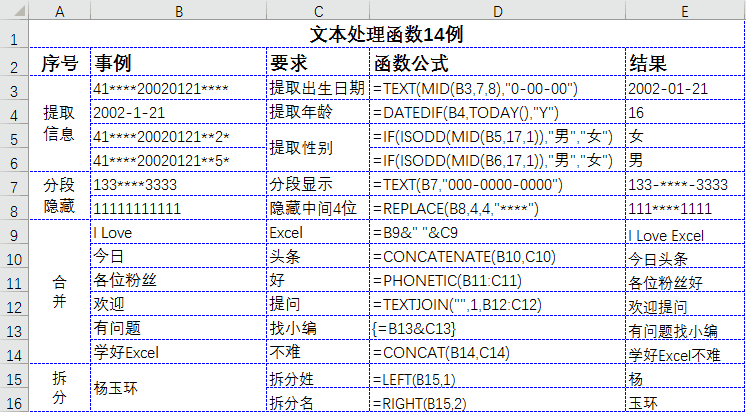 A B C D E
1 文本处理函数14例
2 序号 事例 要求 函数公式 结果
3 提取信息 41****20020121**** 提取出生日期 =TEXT(MID(B3,7,8),"0-00-00") 2002-01-21
4 2002-1-21 提取年龄 =DATEDIF(B4,TODAY(),"Y") 16
5 41****20020121**2* 提取性别 =IF(ISODD(MID(B5,17,1)),"男","女") 女
6 41****20020121**5* =IF(ISODD(MID(B6,17,1)),"男","女") 男
7 分段隐藏 133****3333 分段显示 =TEXT(B7,"000-0000-0000") 133-****-3333
8 11111111111 隐藏中间4位 =REPLACE(B8,4,4,"****") 111****1111
9 合并 I Love Excel =B9&" "&C9 I Love Excel
10 今日 头条 =CONCATENATE(B10,C10) 今日头条
11 各位粉丝 好 =PHONETIC(B11:C11) 各位粉丝好
12 欢迎 提问 =TEXTJOIN("",1,B12:C12) 欢迎提问
13 有问题 找小编 {=B13&C13} 有问题找小编
14 学好Excel 不难 =CONCAT(B14,C14) 学好Excel不难
15 拆分 杨玉环 拆分姓 =LEFT(B15,1) 杨
16 拆分名 =RIGHT(B15,2) 玉环